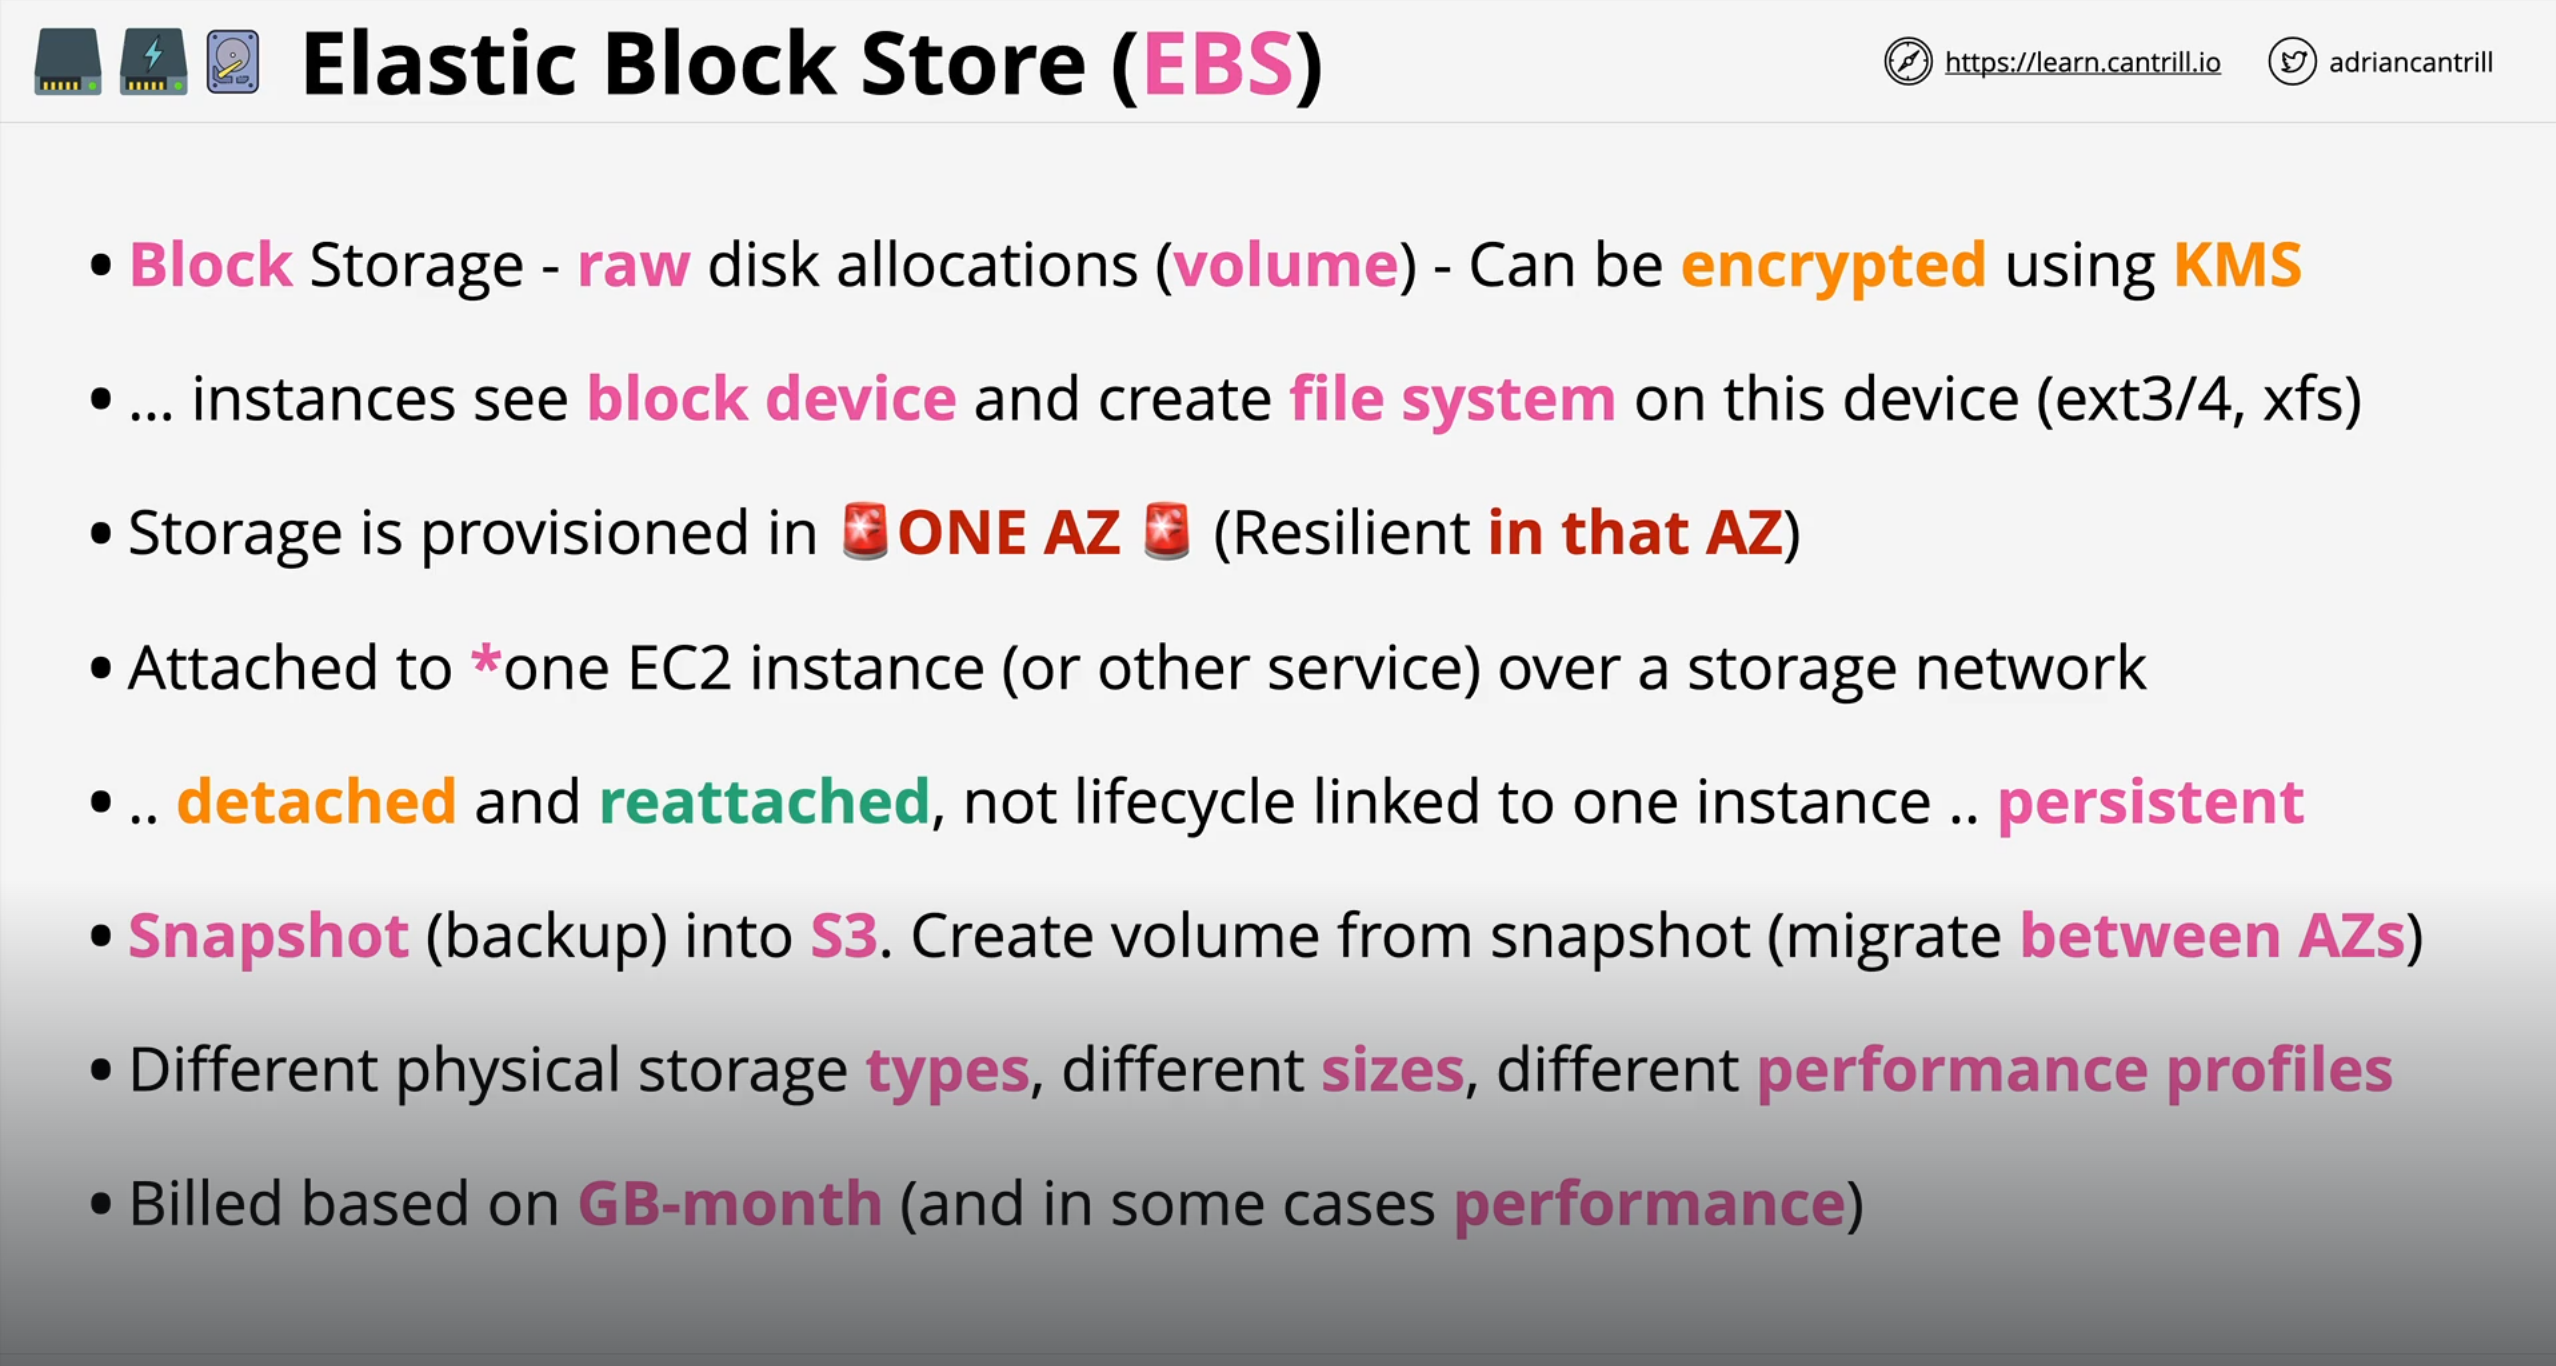 Elastic Block Store (EBS)
https://learn.cantrill.io
adriancantrill
• Block Storage - raw disk allocations (volume) - Can be encrypted using KMS
• ... instances see block device and create file system on this device (ext3/4, xfs)
• Storage is provisioned in 🚨ONE AZ 🚨 (Resilient in that AZ)
• Attached to *one EC2 instance (or other service) over a storage network
• .. detached and reattached, not lifecycle linked to one instance .. persistent
• Snapshot (backup) into S3. Create volume from snapshot (migrate between AZs)
• Different physical storage types, different sizes, different performance profiles
• Billed based on GB-month (and in some cases performance)